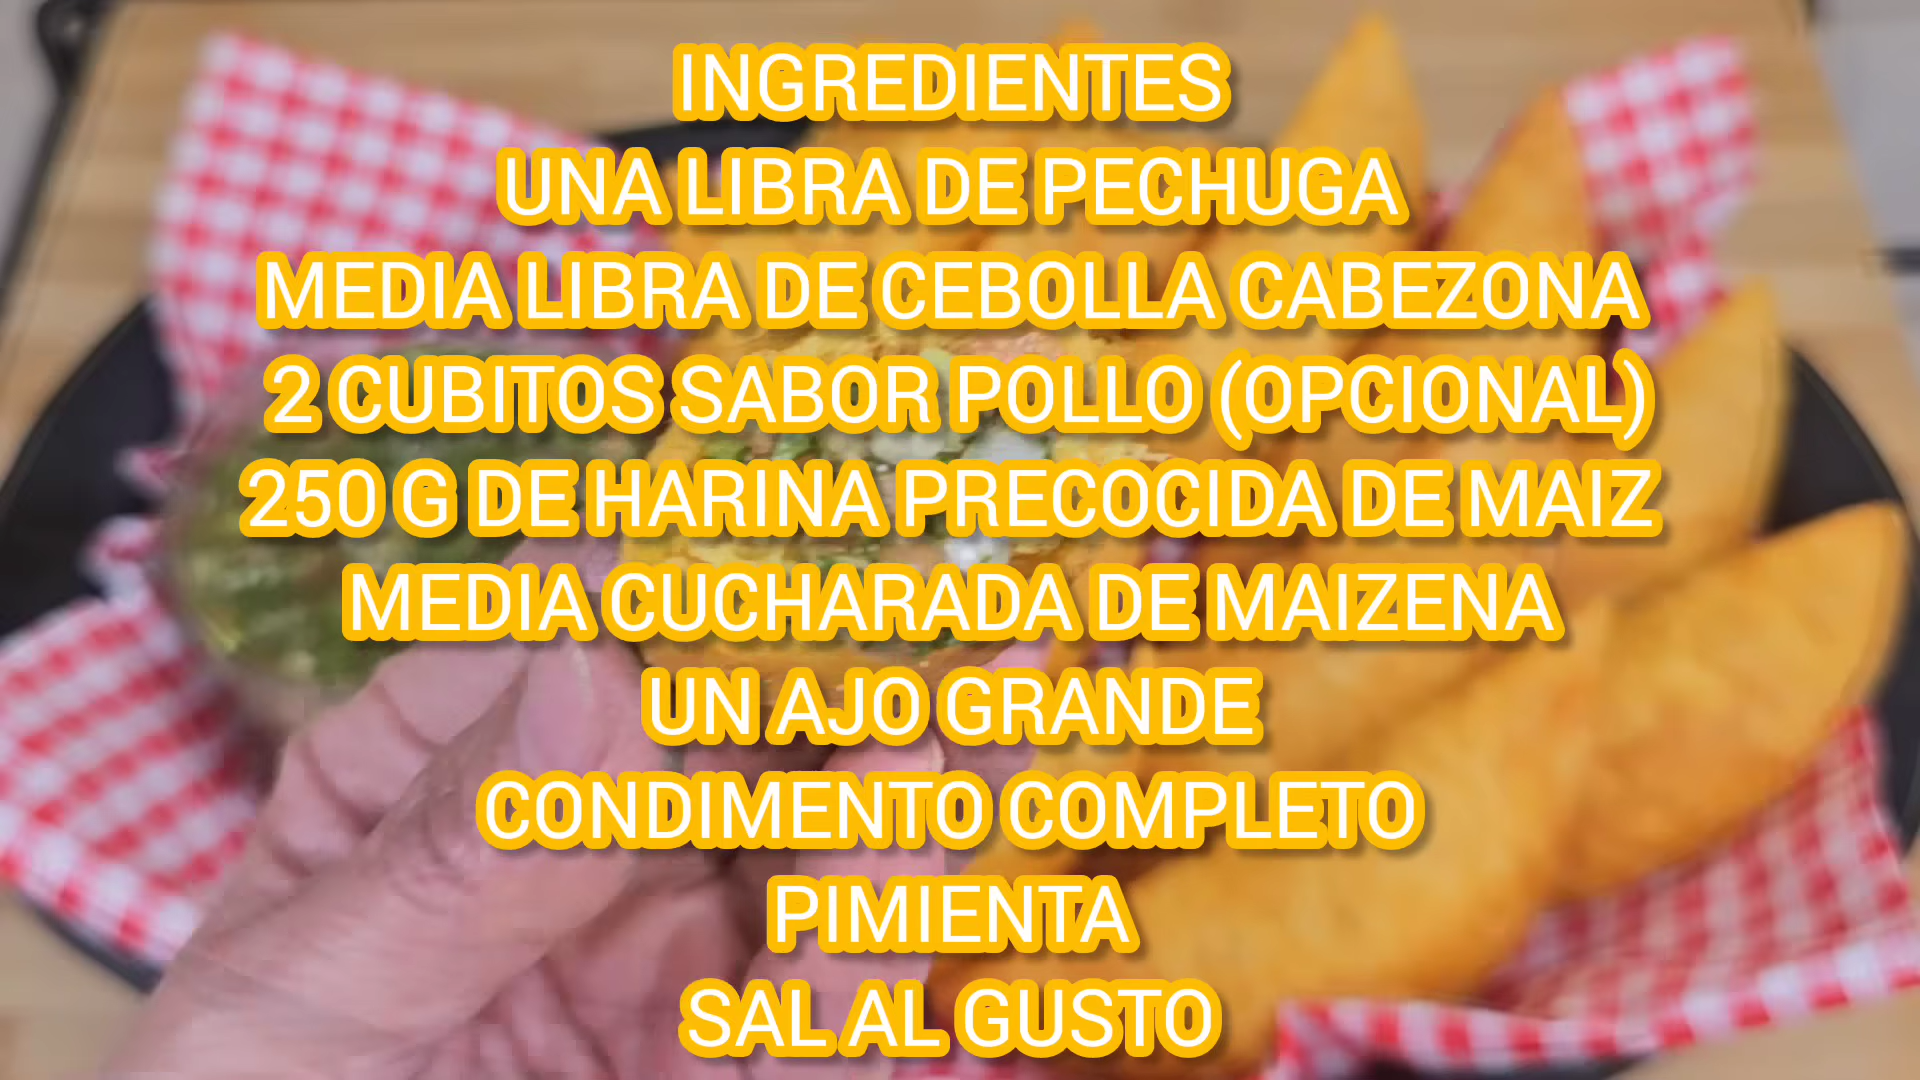 INGREDIENTES
UNA LIBRA DE PECHUGA
MEDIA LIBRA DE CEBOLLA CABEZONA
2 CUBITOS SABOR POLLO (OPCIONAL)
250 G DE HARINA PRECOCIDA DE MAIZ
MEDIA CUCHARADA DE MAIZENA
UN AJO GRANDE
CONDIMENTO COMPLETO
PIMIENTA
SAL AL GUSTO